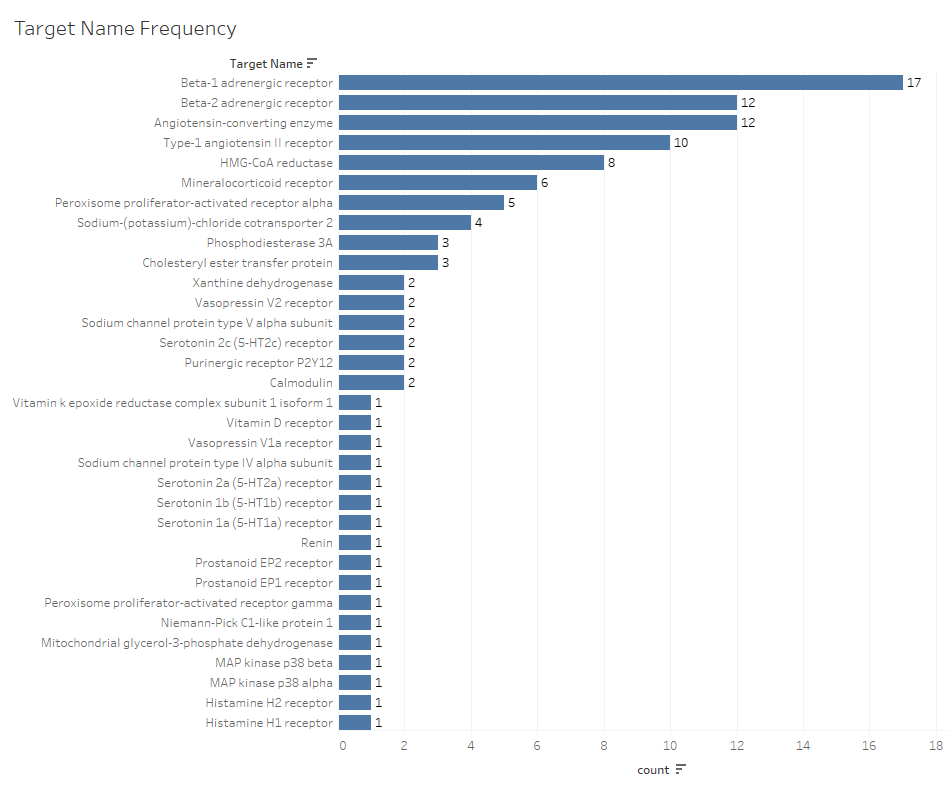 Target Name Frequency
Target Name
Beta-1 adrenergic receptor 17
Beta-2 adrenergic receptor 12
Angiotensin-converting enzyme 12
Type-1 angiotensin II receptor 10
HMG-CoA reductase 8
Mineralocorticoid receptor 6
Peroxisome proliferator-activated receptor alpha 5
Sodium-(potassium)-chloride cotransporter 2 4
Phosphodiesterase 3A 3
Cholesteryl ester transfer protein 3
Xanthine dehydrogenase 2
Vasopressin V2 receptor 2
Sodium channel protein type V alpha subunit 2
Serotonin 2c (5-HT2c) receptor 2
Purinergic receptor P2Y12 2
Calmodulin 2
Vitamin k epoxide reductase complex subunit 1 isoform 1 1
Vitamin D receptor 1
Vasopressin V1a receptor 1
Sodium channel protein type IV alpha subunit 1
Serotonin 2a (5-HT2a) receptor 1
Serotonin 1b (5-HT1b) receptor 1
Serotonin 1a (5-HT1a) receptor 1
Renin 1
Prostanoid EP2 receptor 1
Prostanoid EP1 receptor 1
Peroxisome proliferator-activated receptor gamma 1
Niemann-Pick C1-like protein 1 1
Mitochondrial glycerol-3-phosphate dehydrogenase 1
MAP kinase p38 beta 1
MAP kinase p38 alpha 1
Histamine H2 receptor 1
Histamine H1 receptor 1
0 2 4 6 8 10 12 14 16 18
count